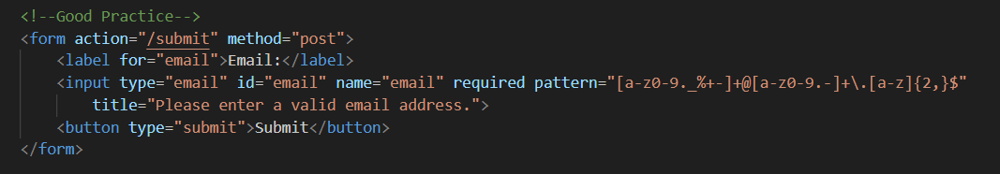 <!--Good Practice-->
<form action="/submit" method="post">
<label for="email">Email:</label>
<input type="email" id="email" name="email" required pattern="[a-z0-9._%+-]+@[a-z0-9.-]+\.[a-z]{2,}$"
title="Please enter a valid email address.">
<button type="submit">Submit</button>
</form>